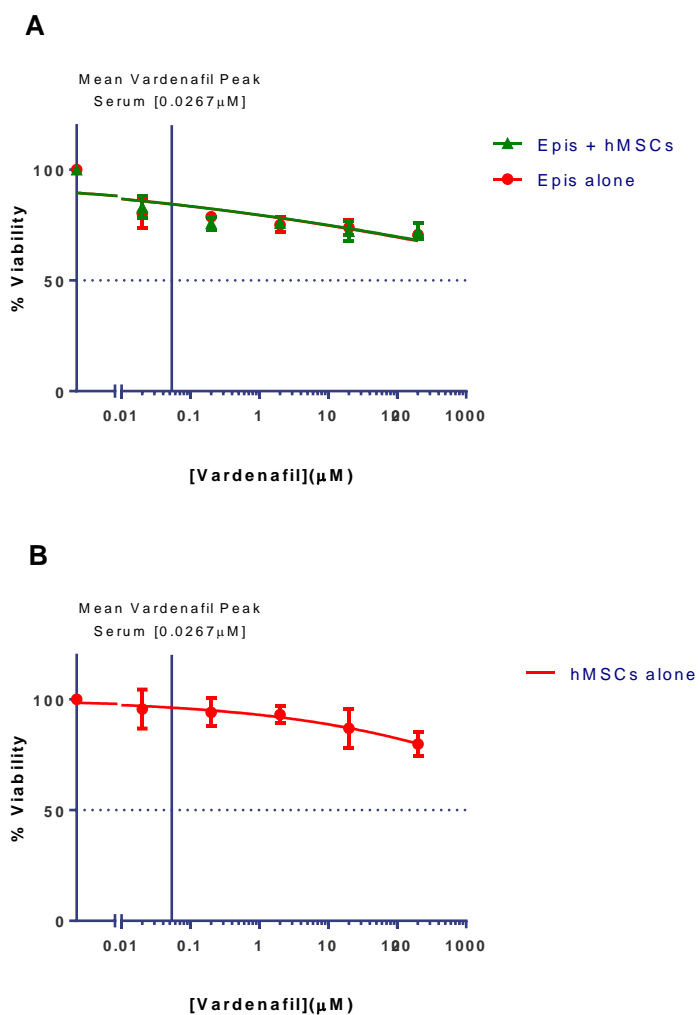 A
Mean Vardenafil Peak
Serum [0.0267μM]
Epis + hMSCs
Epis alone
% Viability
100
50
0
0.01 0.1 1 10 100 1000
[Vardenafil](μM)
B
Mean Vardenafil Peak
Serum [0.0267μM]
hMSCs alone
% Viability
100
50
0
0.01 0.1 1 10 100 1000
[Vardenafil](μM)